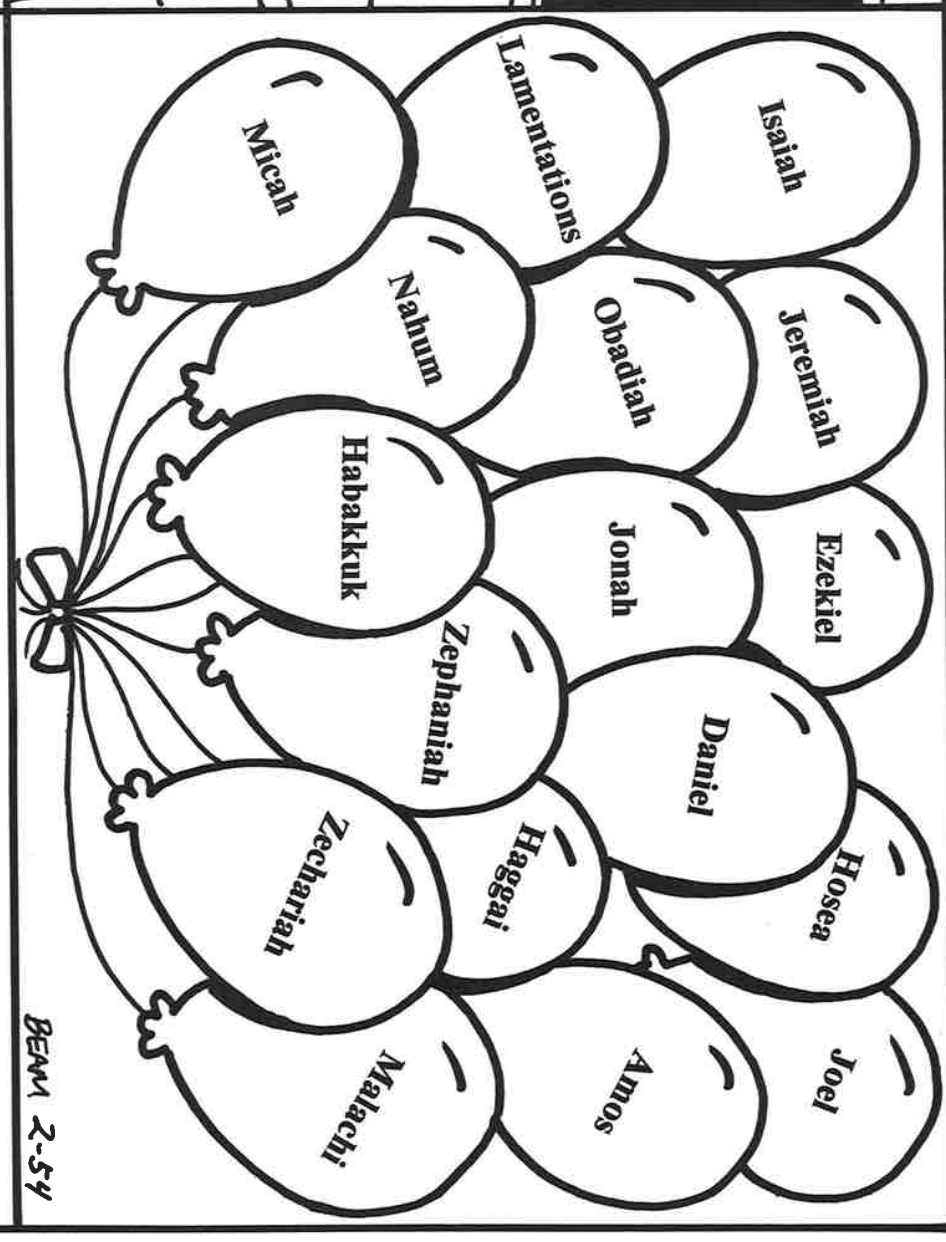 Isaiah
Jeremiah
Ezekiel
Hosea
Joel
Lamentations
Obadiah
Jonah
Daniel
Amos
Micah
Nahum
Habakkuk
Zephaniah
Haggai
Zechariah
Malachi
BEAM 2-54